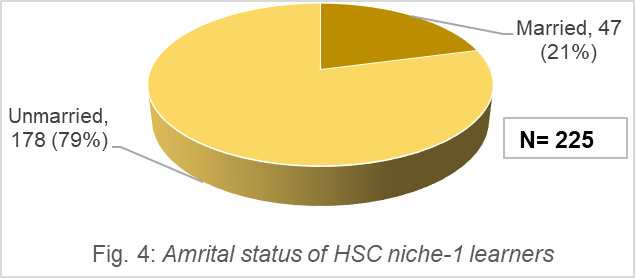 Married, 47
(21%)
Unmarried,
178 (79%)
N= 225
Fig. 4: Amrital status of HSC niche-1 learners